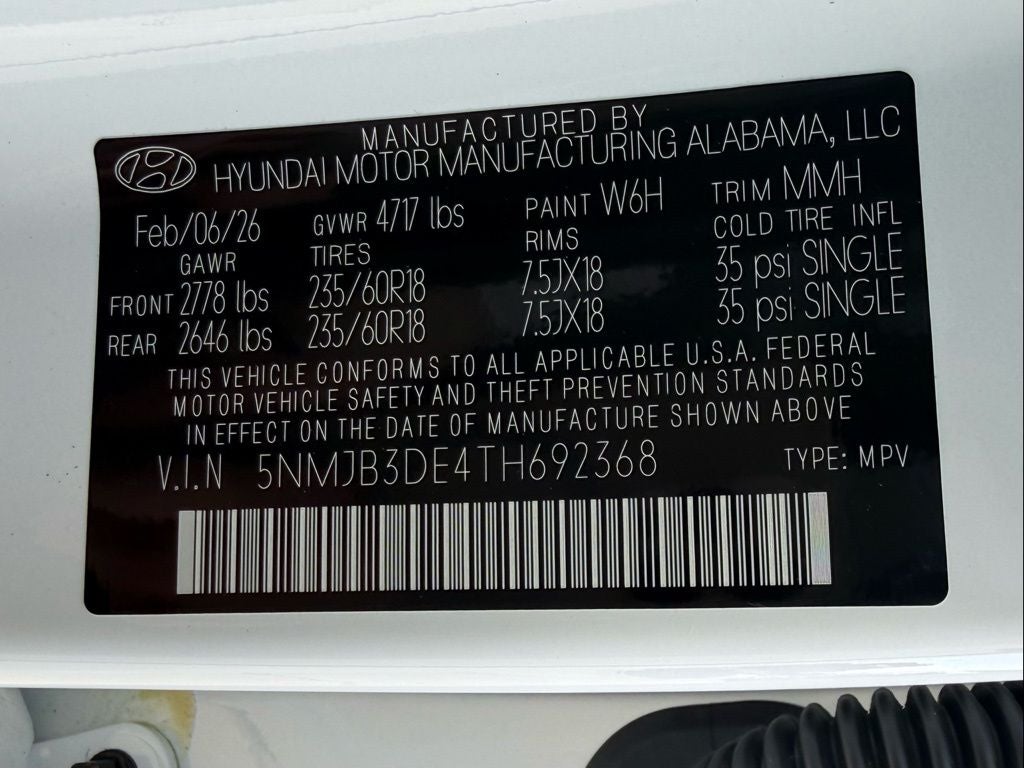 MANUFACTURED BY
HYUNDAI MOTOR MANUFACTURING ALABAMA, LLC
Feb/06/26 GVWR 4717 lbs PAINT W6H TRIM MMH
GAWR TIRES RIMS COLD TIRE INFL
FRONT 2778 lbs 235/60R18 7.5JX18 35 psi SINGLE
REAR 2646 lbs 235/60R18 7.5JX18 35 psi SINGLE
THIS VEHICLE CONFORMS TO ALL APPLICABLE U.S.A. FEDERAL
MOTOR VEHICLE SAFETY AND THEFT PREVENTION STANDARDS
IN EFFECT ON THE DATE OF MANUFACTURE SHOWN ABOVE
V.I.N 5NMJB3DE4TH692368 TYPE: MPV